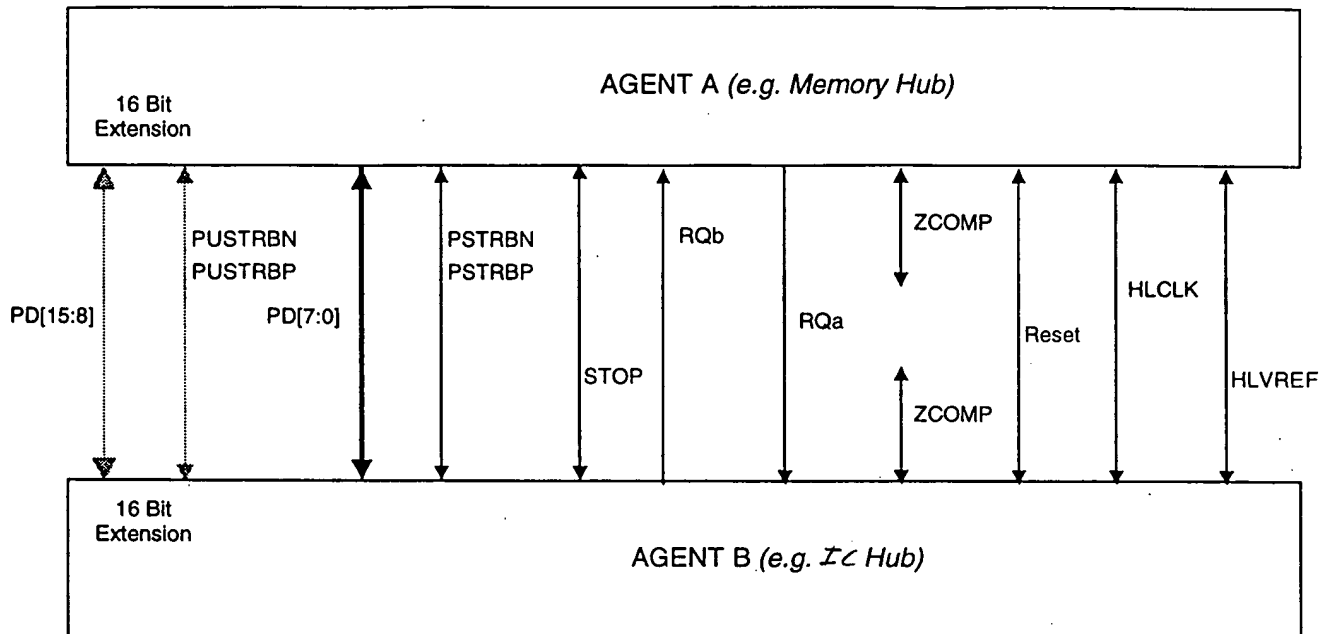 AGENT A (e.g. Memory Hub)
16 Bit
Extension
PUSTRBN
PUSTRBP
PSTRBN
PSTRBP
RQb
ZCOMP
HLCLK
PD[15:8]
PD[7:0]
RQa
Reset
STOP
HLVREF
ZCOMP
16 Bit
Extension
AGENT B (e.g. IC Hub)